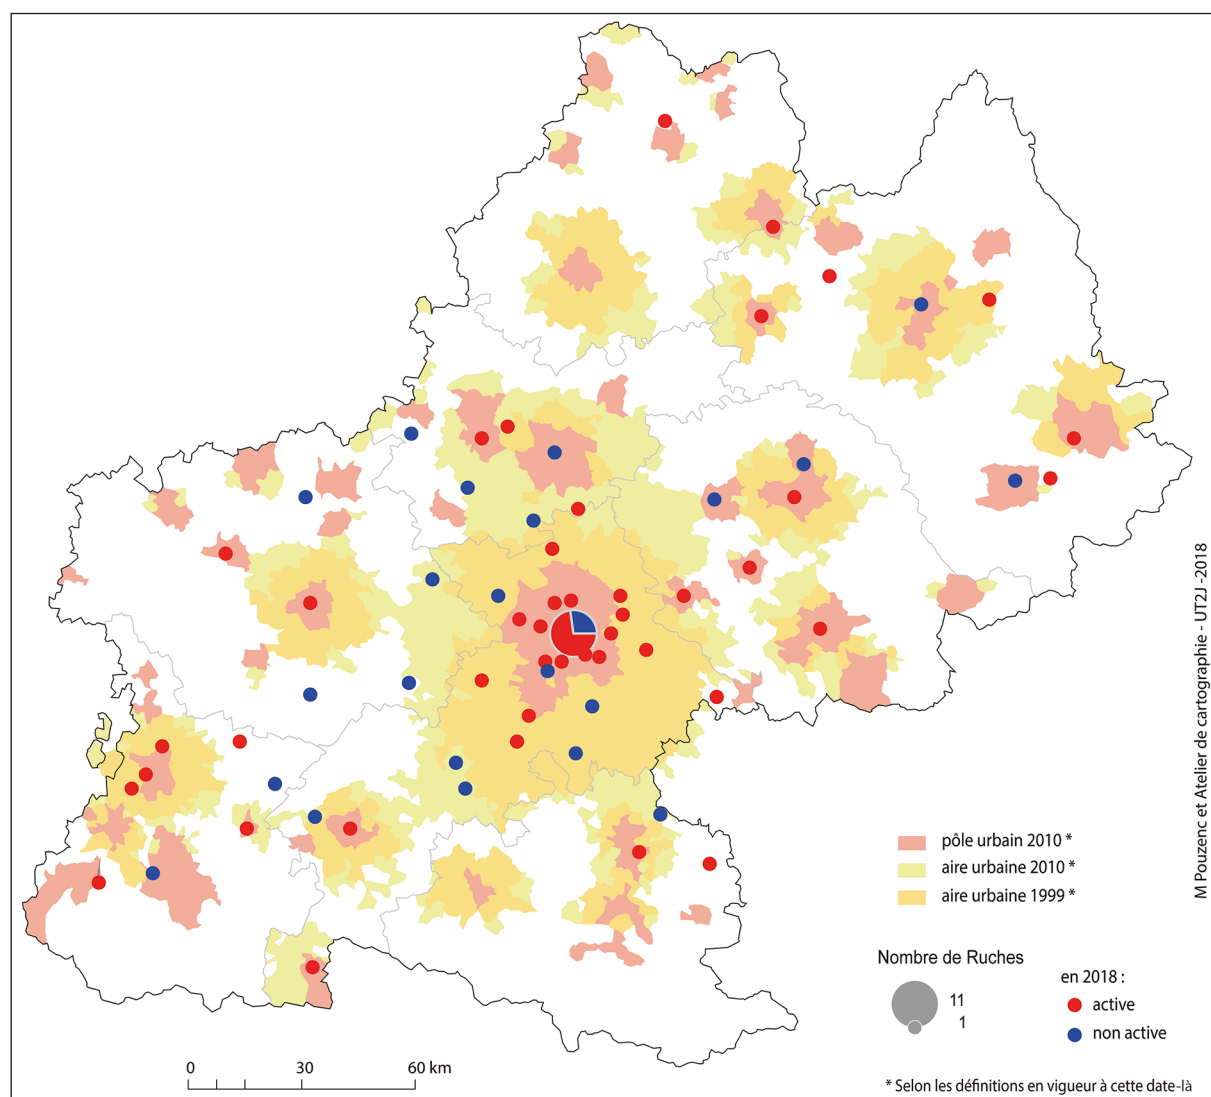 pôle urbain 2010 *
aire urbaine 2010 *
aire urbaine 1999 *
Nombre de Ruches
11
1
en 2018 :
active
non active
0 30 60 km
* Selon les définitions en vigueur à cette date-là
M Pouzenc et Atelier de cartographie - UT2J -2018